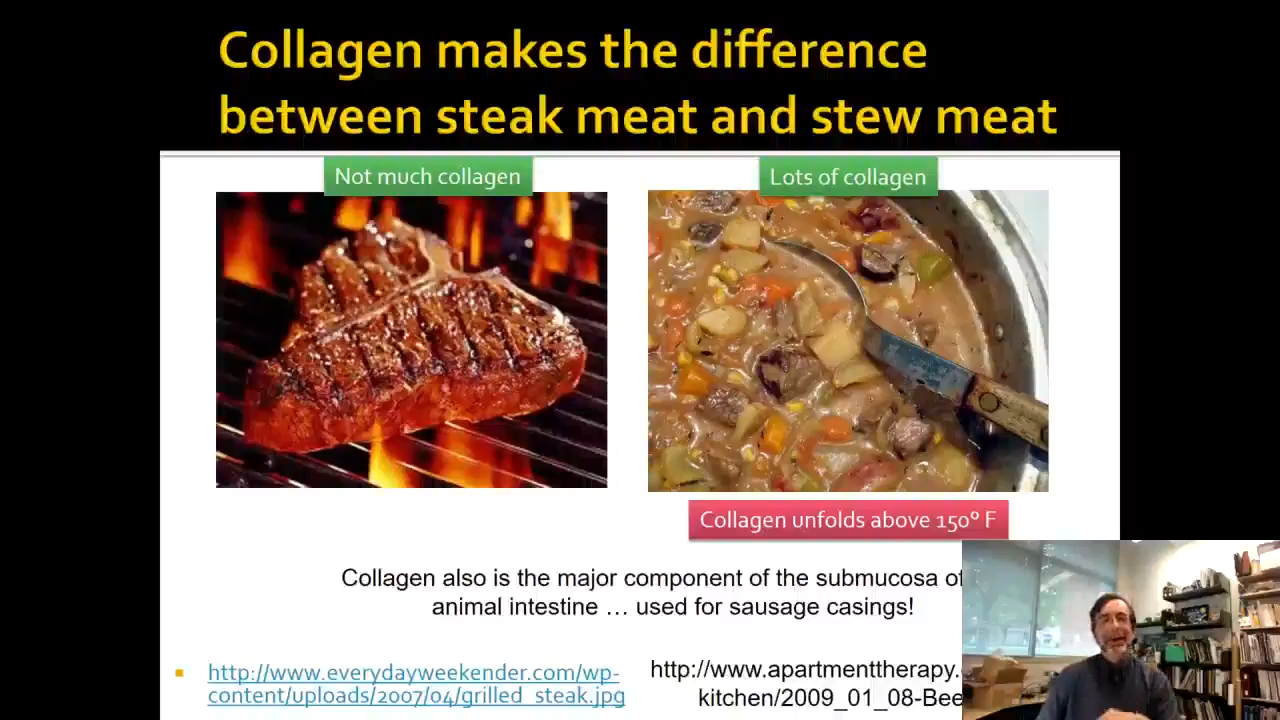 Collagen makes the difference
between steak meat and stew meat
Not much collagen
Lots of collagen
Collagen unfolds above 150° F
Collagen also is the major component of the submucosa of
animal intestine … used for sausage casings!
http://www.everydayweekender.com/wp-
content/uploads/2007/04/grilled_steak.jpg
http://www.apartmenttherapy.
kitchen/2009_01_08-Bee